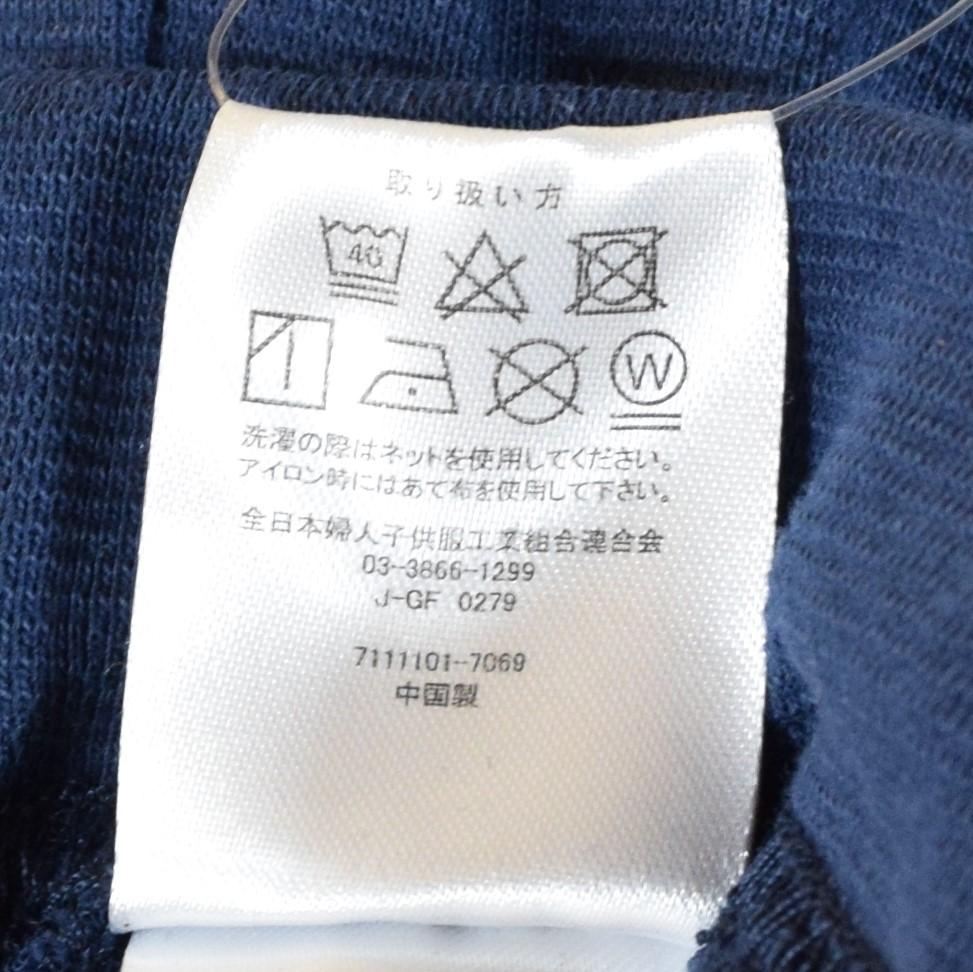 取り扱い方
40
W
洗濯の際はネットを使用してください。
アイロン時にはあて布を使用して下さい。
全日本婦人子供服工業組合連合会
03-3866-1299
J-GF 0279
7111101-7069
中国製